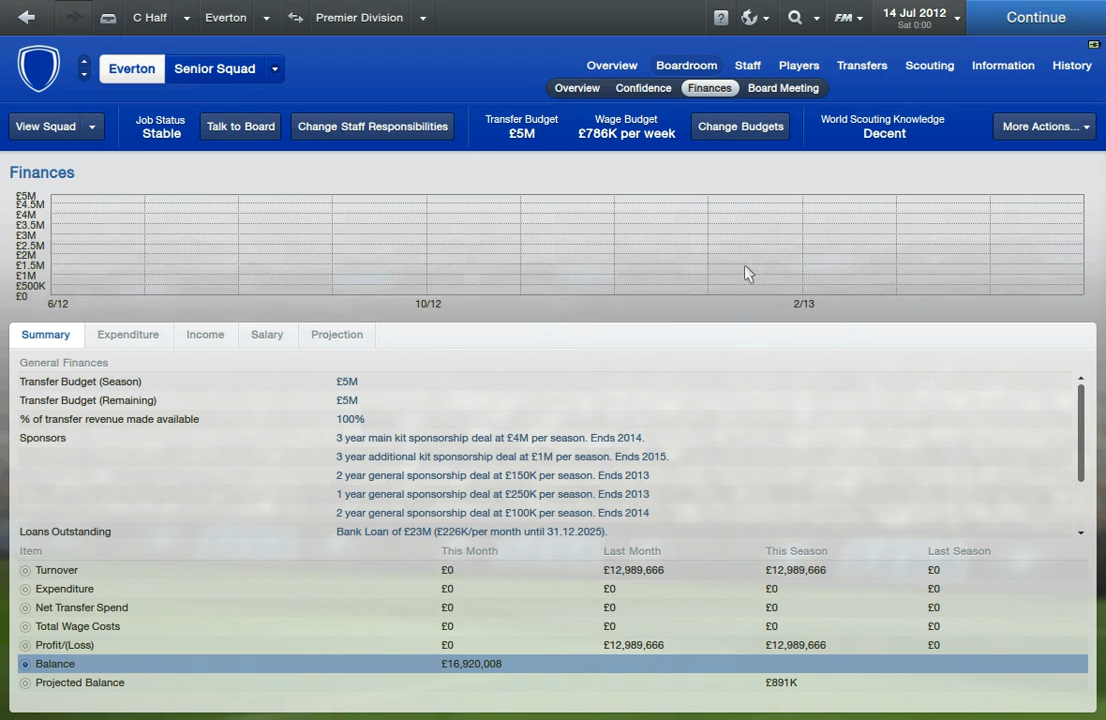 C Half Everton Premier Division ? FM 14 Jul 2012 Continue
Sat 0:00
Everton Senior Squad Overview Boardroom Staff Players Transfers Scouting Information History
Overview Confidence Finances Board Meeting
View Squad Job Status Talk to Board Change Staff Responsibilities Transfer Budget Wage Budget Change Budgets World Scouting Knowledge More Actions...
Stable £5M £786K per week Decent
Finances
£5M
£4.5M
£4M
£3.5M
£3M
£2.5M
£2M
£1.5M
£1M
£500K
£0
6/12 10/12 2/13
Summary Expenditure Income Salary Projection
General Finances
Transfer Budget (Season) £5M
Transfer Budget (Remaining) £5M
% of transfer revenue made available 100%
Sponsors 3 year main kit sponsorship deal at £4M per season. Ends 2014.
3 year additional kit sponsorship deal at £1M per season. Ends 2015.
2 year general sponsorship deal at £150K per season. Ends 2013
1 year general sponsorship deal at £250K per season. Ends 2013
2 year general sponsorship deal at £100K per season. Ends 2014
Loans Outstanding Bank Loan of £23M (£226K/per month until 31.12.2025).
Item This Month Last Month This Season Last Season
Turnover £0 £12,989,666 £12,989,666 £0
Expenditure £0 £0 £0 £0
Net Transfer Spend £0 £0 £0 £0
Total Wage Costs £0 £0 £0 £0
Profit/(Loss) £0 £12,989,666 £12,989,666 £0
Balance £16,920,008
Projected Balance £891K